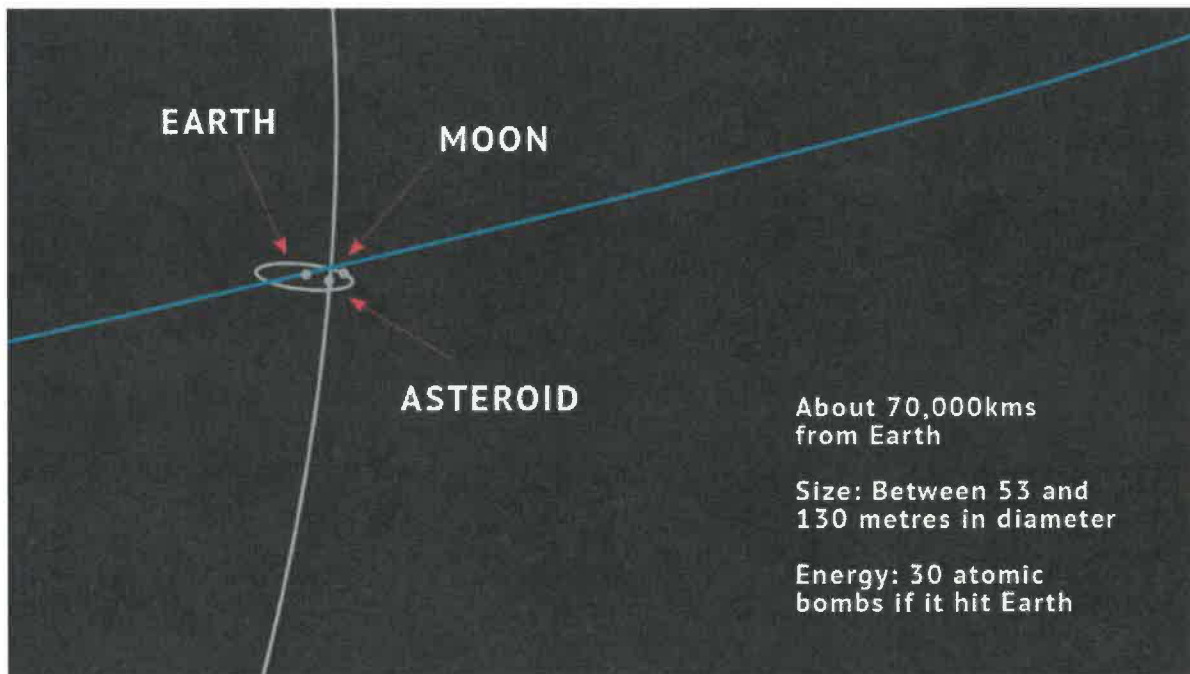 EARTH
MOON
ASTEROID
About 70,000kms
from Earth
Size: Between 53 and
130 metres in diameter
Energy: 30 atomic
bombs if it hit Earth